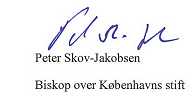 Peter Skov-Jakobsen
Biskop over Københavns stift